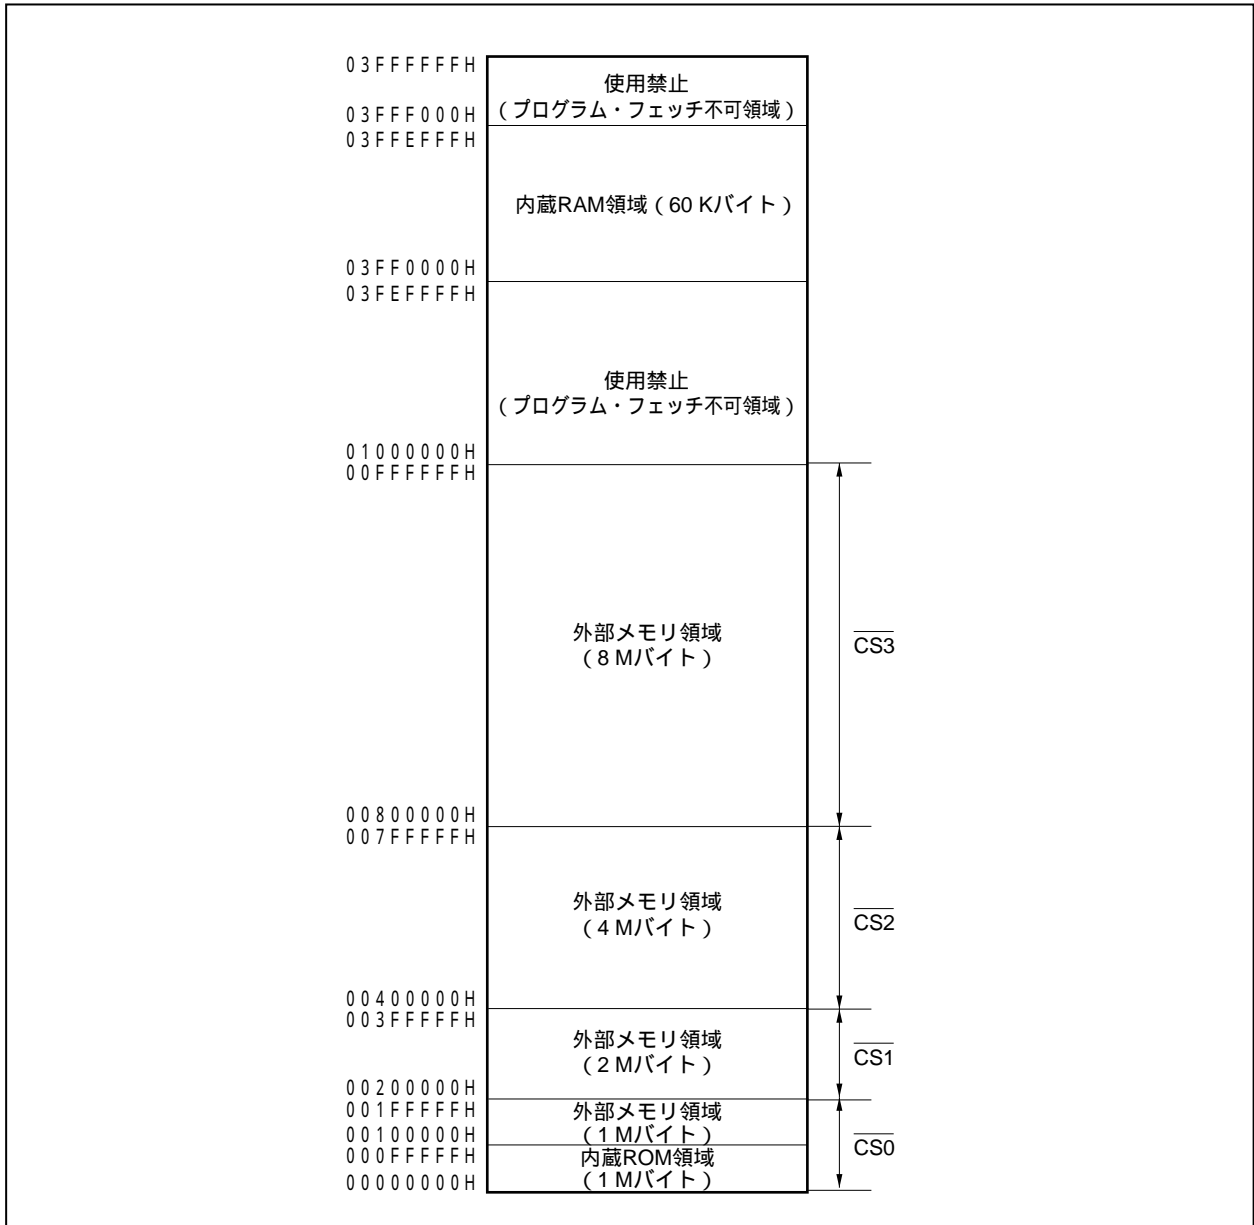 03FFFFFFH
使用禁止
(プログラム・フェッチ不可領域)
03FFF000H
03FFEFFFH
内蔵RAM領域(60 Kバイト)
03FF0000H
03FEFFFFH
使用禁止
(プログラム・フェッチ不可領域)
01000000H
00FFFFFFH
外部メモリ領域
(8 Mバイト)
CS3
00800000H
007FFFFFH
外部メモリ領域
(4 Mバイト)
CS2
00400000H
003FFFFFH
外部メモリ領域
(2 Mバイト)
CS1
00200000H
001FFFFFH
外部メモリ領域
(1 Mバイト)
00100000H
CS0
000FFFFFH
内蔵ROM領域
(1 Mバイト)
00000000H